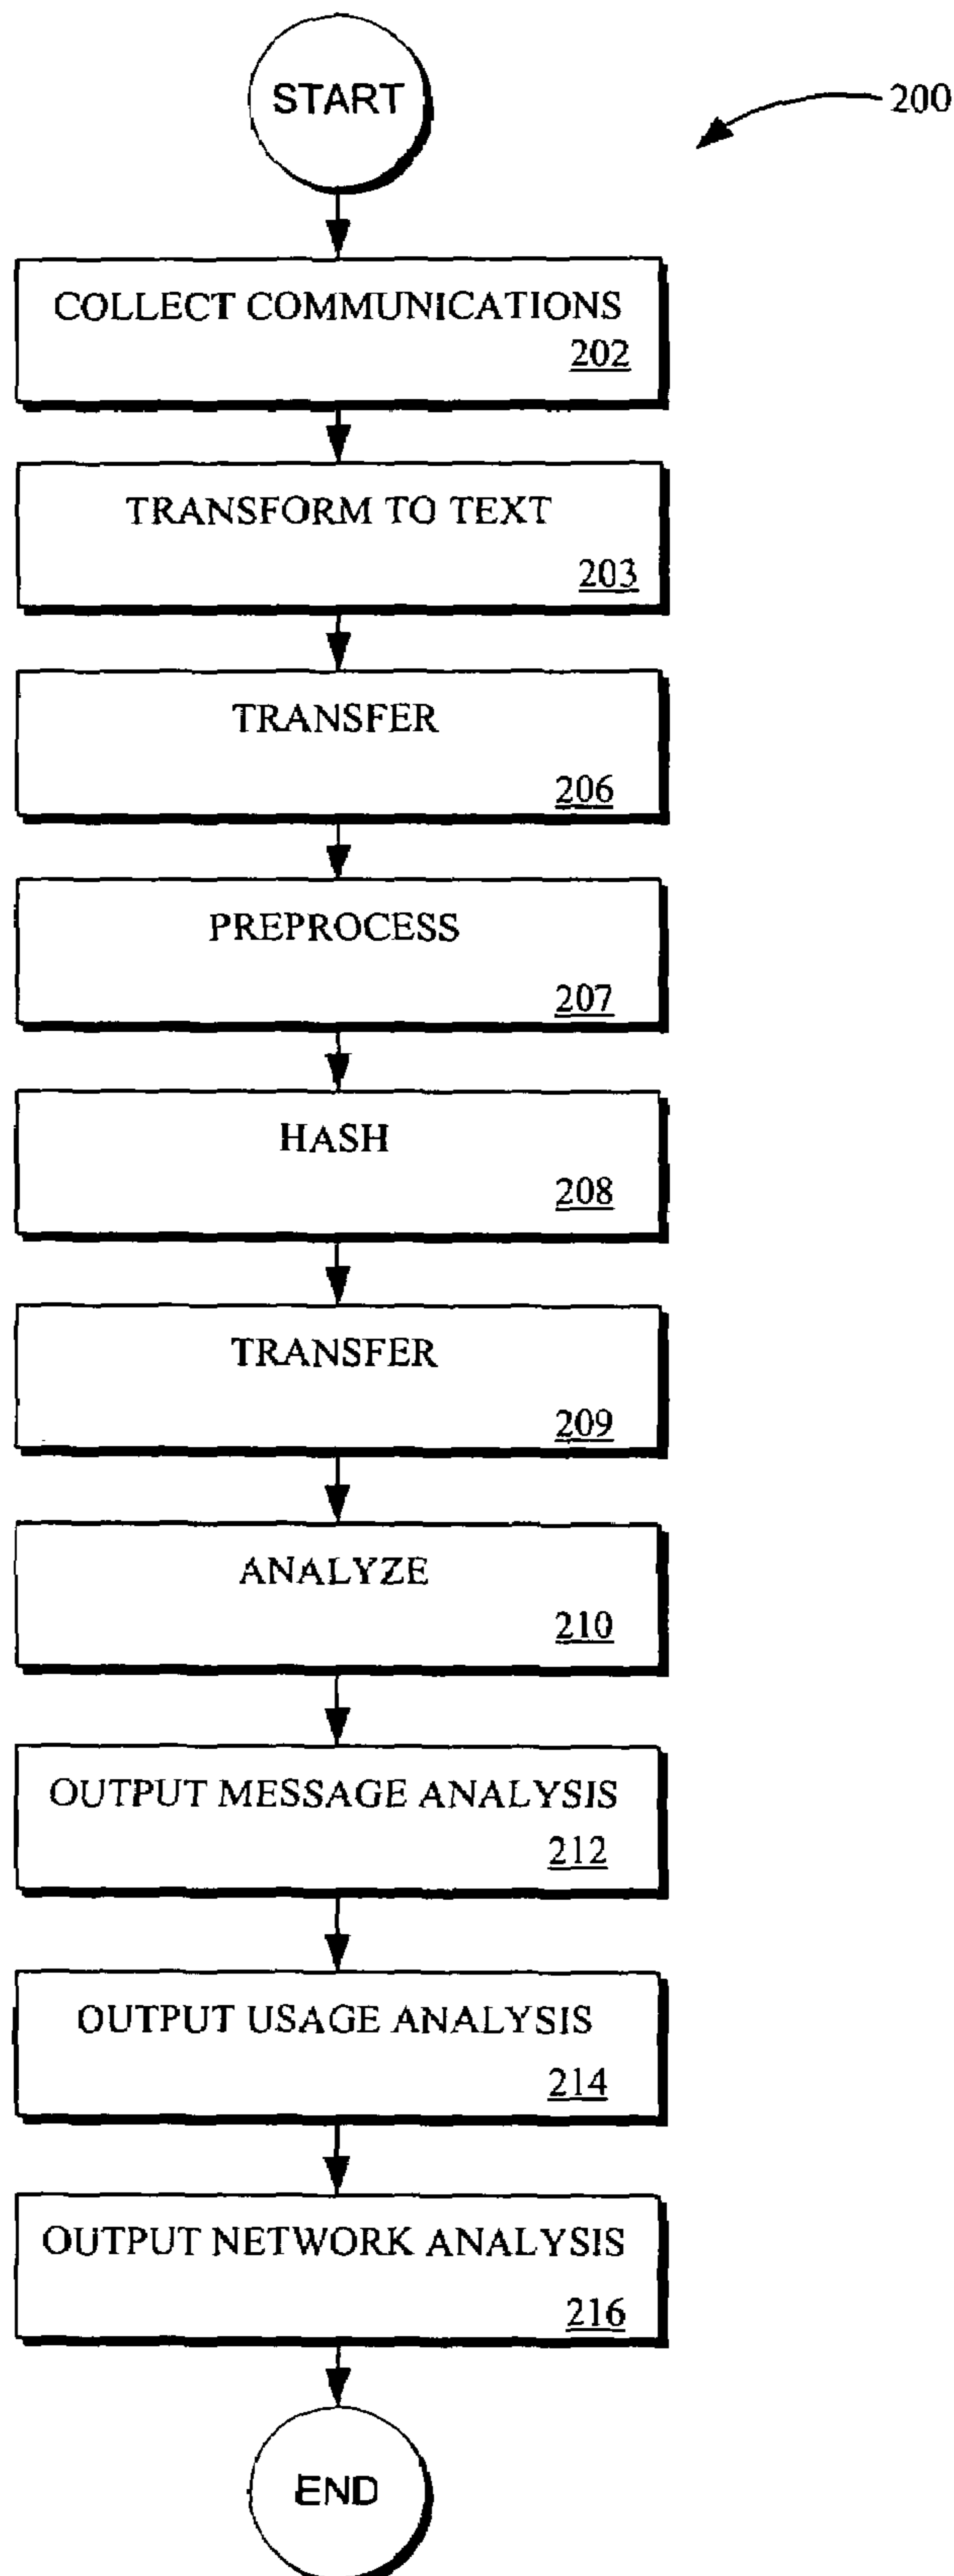 START
200
COLLECT COMMUNICATIONS
202
TRANSFORM TO TEXT
203
TRANSFER
206
PREPROCESS
207
HASH
208
TRANSFER
209
ANALYZE
210
OUTPUT MESSAGE ANALYSIS
212
OUTPUT USAGE ANALYSIS
214
OUTPUT NETWORK ANALYSIS
216
END